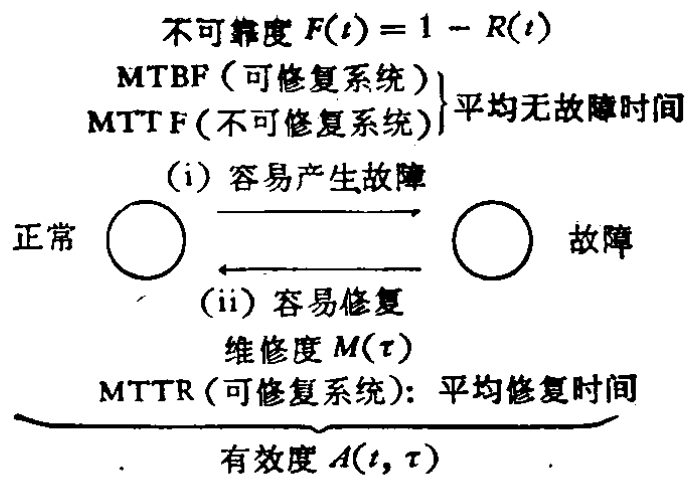 不可靠度 F(t) = 1 − R(t)
MTBF(可修复系统)
MTTF(不可修复系统)
平均无故障时间
(i) 容易产生故障
正常
故障
(ii) 容易修复
维修度 M(τ)
MTTR(可修复系统): 平均修复时间
有效度 A(t, τ)